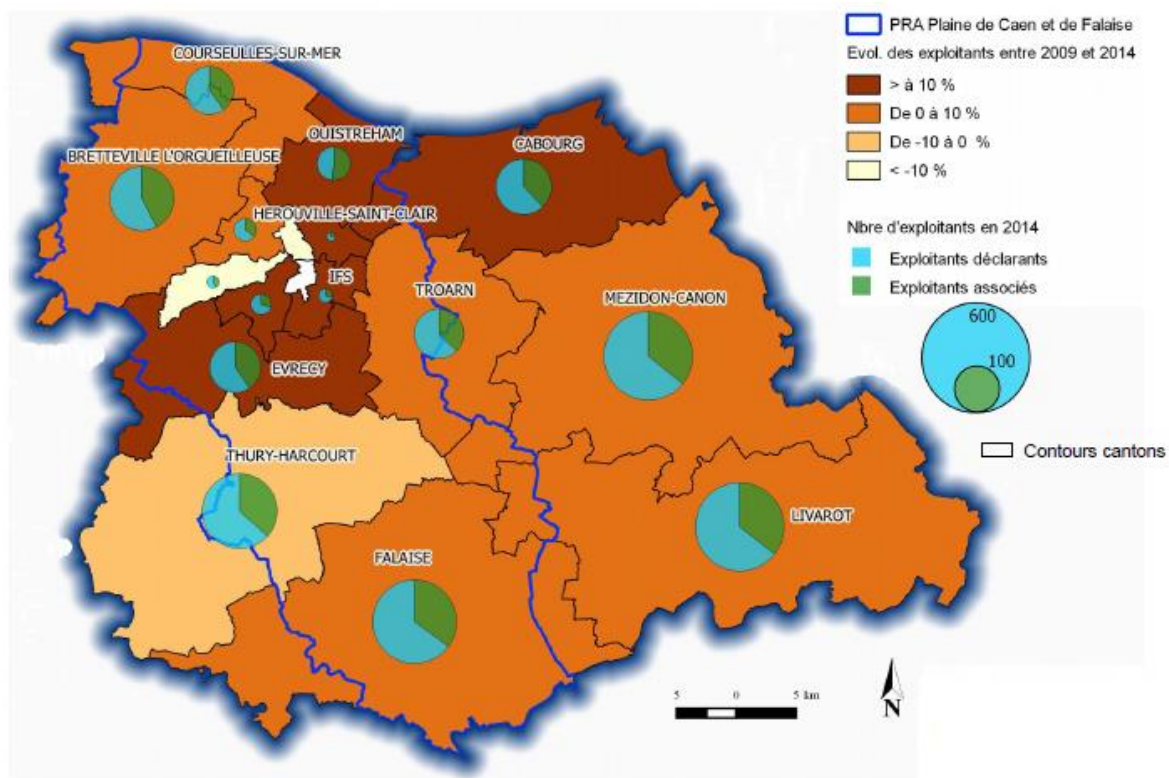 COURSEULLES-SUR-MER
OUISTREHAM
CABOURG
BRETTEVILLE L'ORGUEILLEUSE
HEROUVILLE-SAINT-CLAIR
IFS
TROARN
MEZIDON-CANON
EVRECY
THURY-HARCOURT
LIVAROT
FALAISE
PRA Plaine de Caen et de Falaise
Evol. des exploitants entre 2009 et 2014
> à 10 %
De 0 à 10 %
De -10 à 0 %
< -10 %
Nbre d'exploitants en 2014
Exploitants déclarants
Exploitants associés
600
100
Contours cantons
5 0 5 km
N